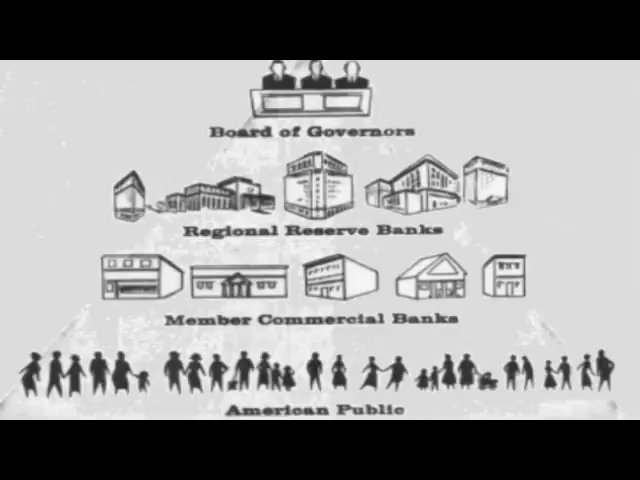 Board of Governors
Regional Reserve Banks
Member Commercial Banks
American Public